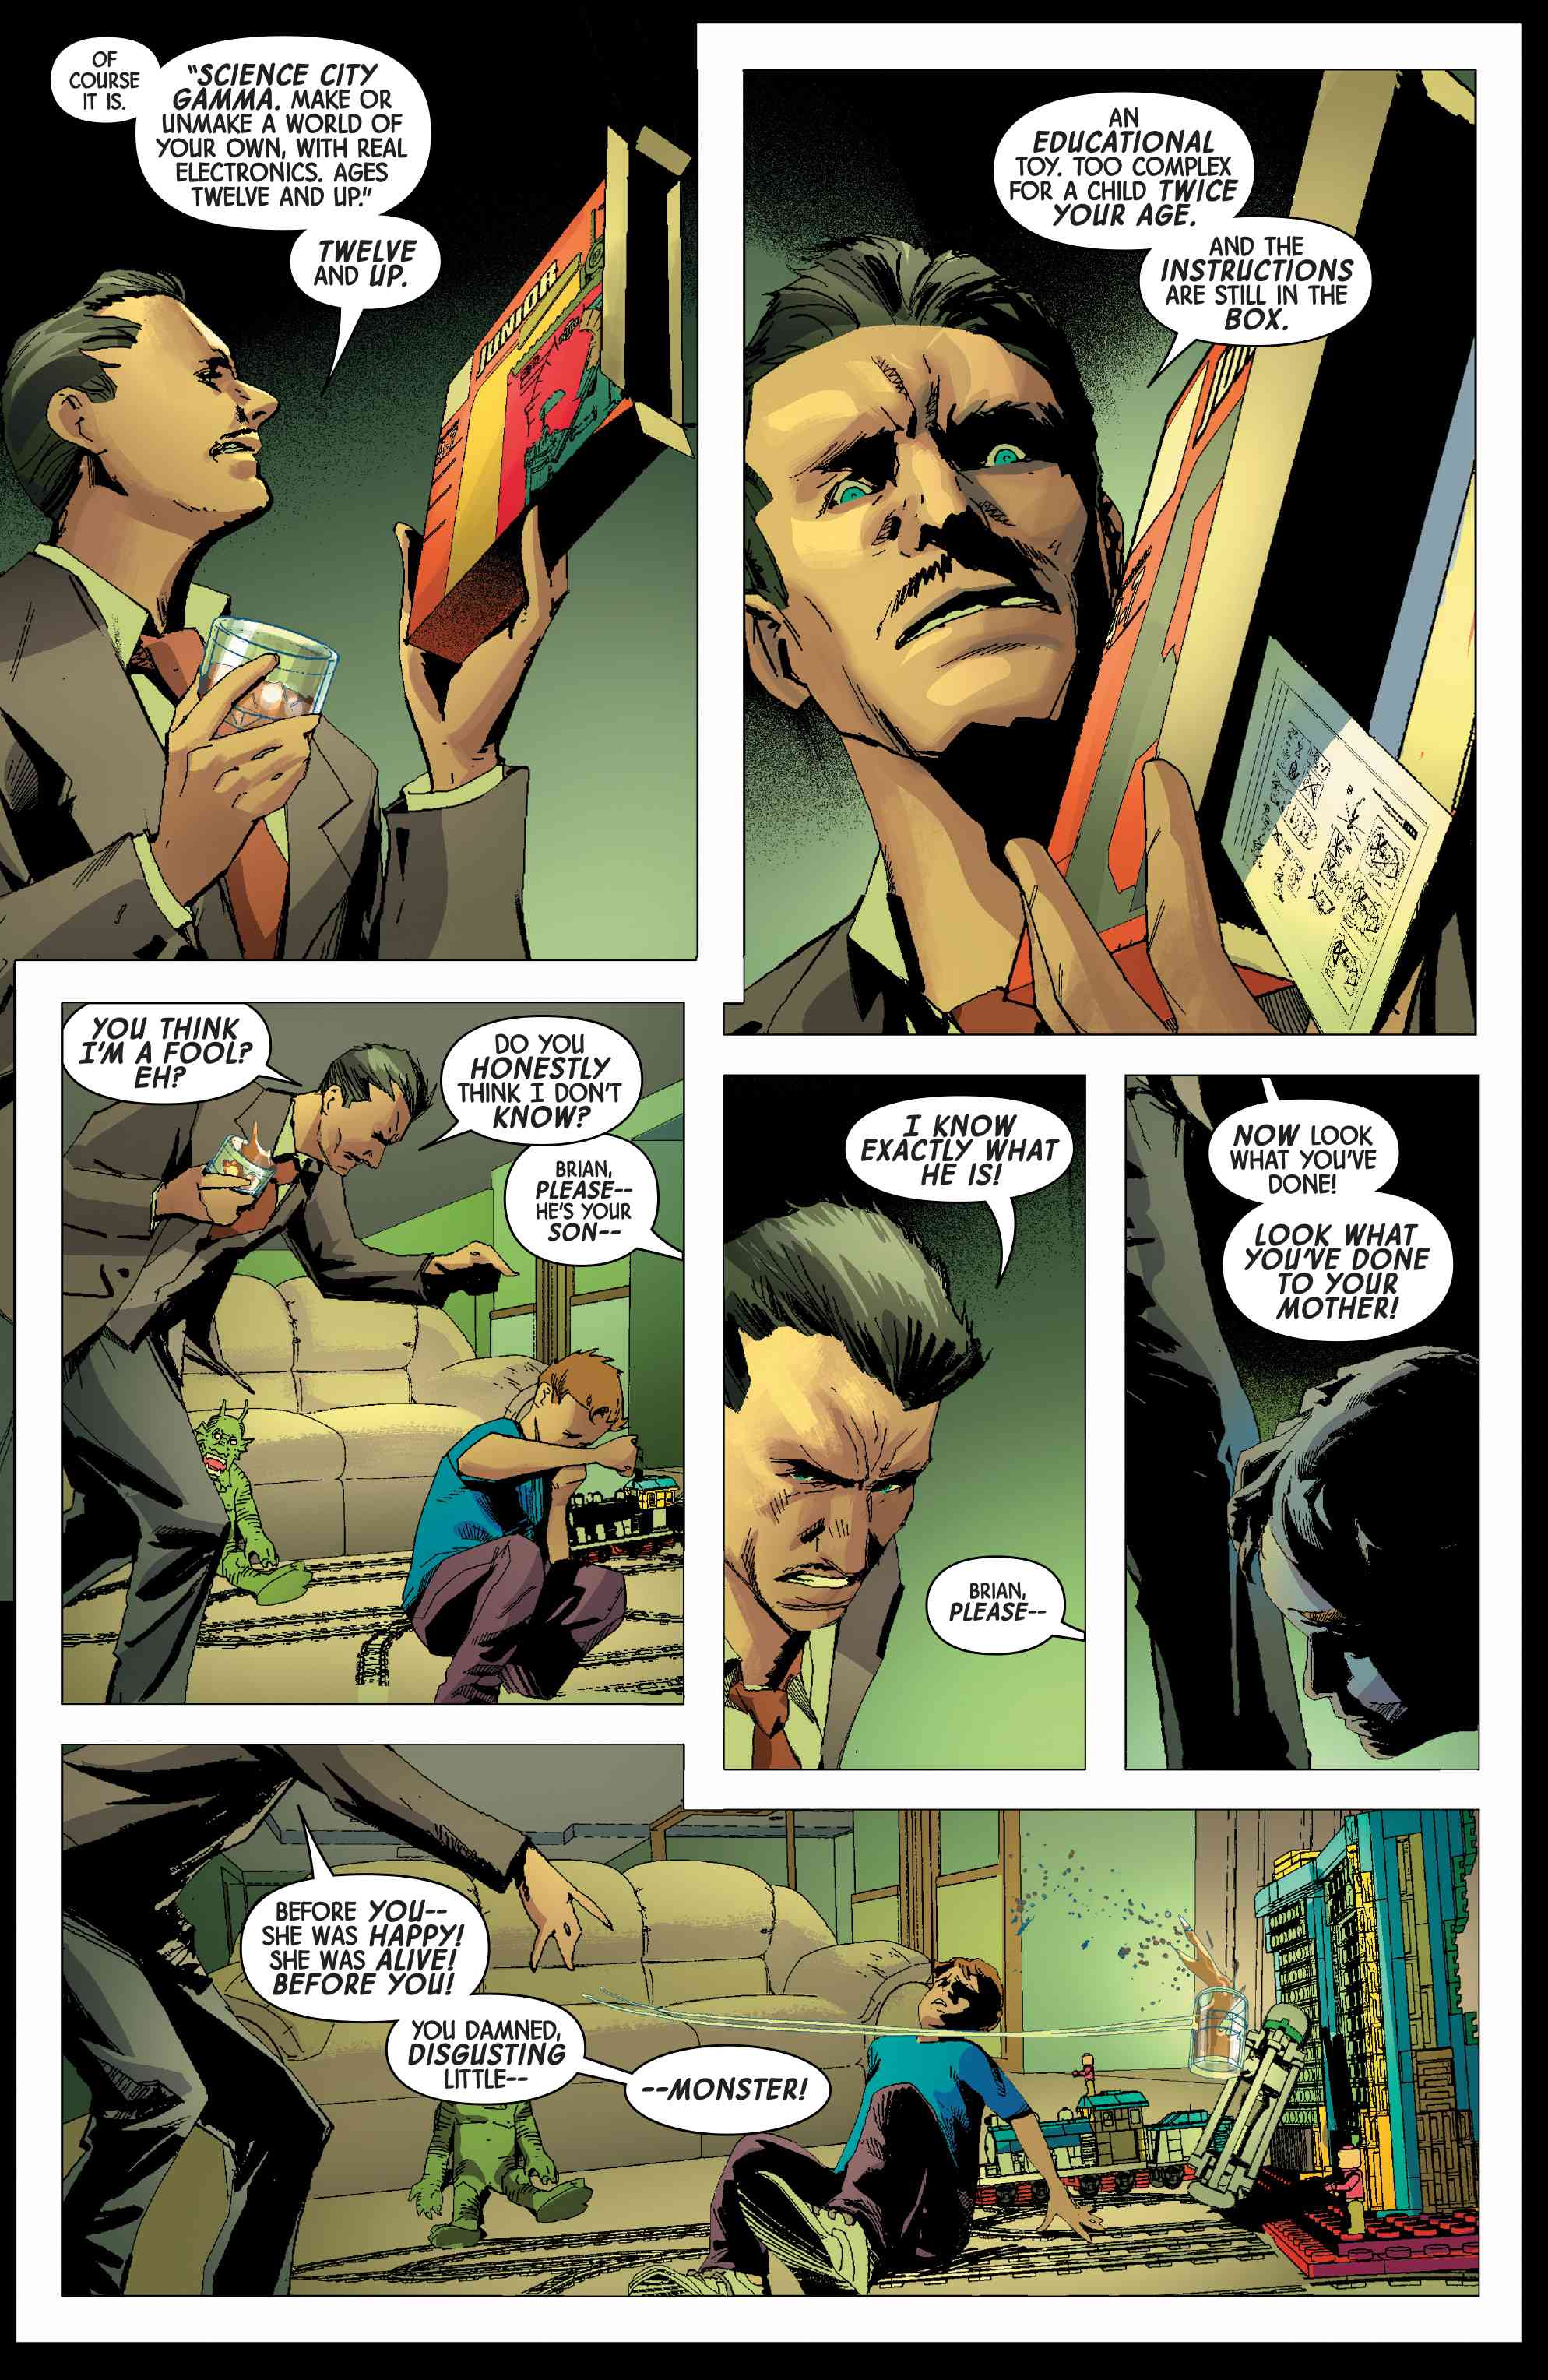 OF
COURSE
IT IS.
"SCIENCE CITY
GAMMA. MAKE OR
UNMAKE A WORLD OF
YOUR OWN, WITH REAL
ELECTRONICS. AGES
TWELVE AND UP."
TWELVE
AND UP.
JUNIOR
AN
EDUCATIONAL
TOY. TOO COMPLEX
FOR A CHILD TWICE
YOUR AGE.
AND THE
INSTRUCTIONS
ARE STILL IN THE
BOX.
YOU THINK
I'M A FOOL?
EH?
DO YOU
HONESTLY
THINK I DON'T
KNOW?
BRIAN,
PLEASE--
HE'S YOUR
SON--
I KNOW
EXACTLY WHAT
HE IS!
BRIAN,
PLEASE--
NOW LOOK
WHAT YOU'VE
DONE!
LOOK WHAT
YOU'VE DONE
TO YOUR
MOTHER!
BEFORE YOU--
SHE WAS HAPPY!
SHE WAS ALIVE!
BEFORE YOU!
YOU DAMNED,
DISGUSTING
LITTLE--
--MONSTER!